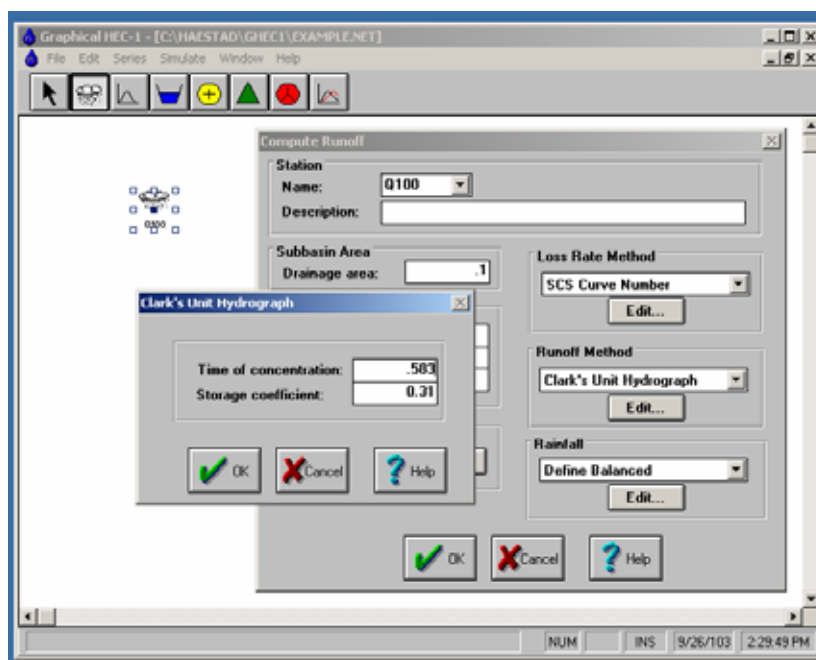 Graphical HEC-1 - [C:\HAESTAD\GHEC1\EXAMPLE.NET]
File Edit Series Simulate Window Help
Compute Runoff
Station
Name: Q100
Description:
Subbasin Area
Drainage area: .1
Loss Rate Method
SCS Curve Number
Edit...
Runoff Method
Clark's Unit Hydrograph
Edit...
Rainfall
Define Balanced
Edit...
OK Cancel Help
Clark's Unit Hydrograph
Time of concentration: .583
Storage coefficient: 0.31
OK Cancel Help
Q100
NUM INS 9/26/103 2:29:49 PM